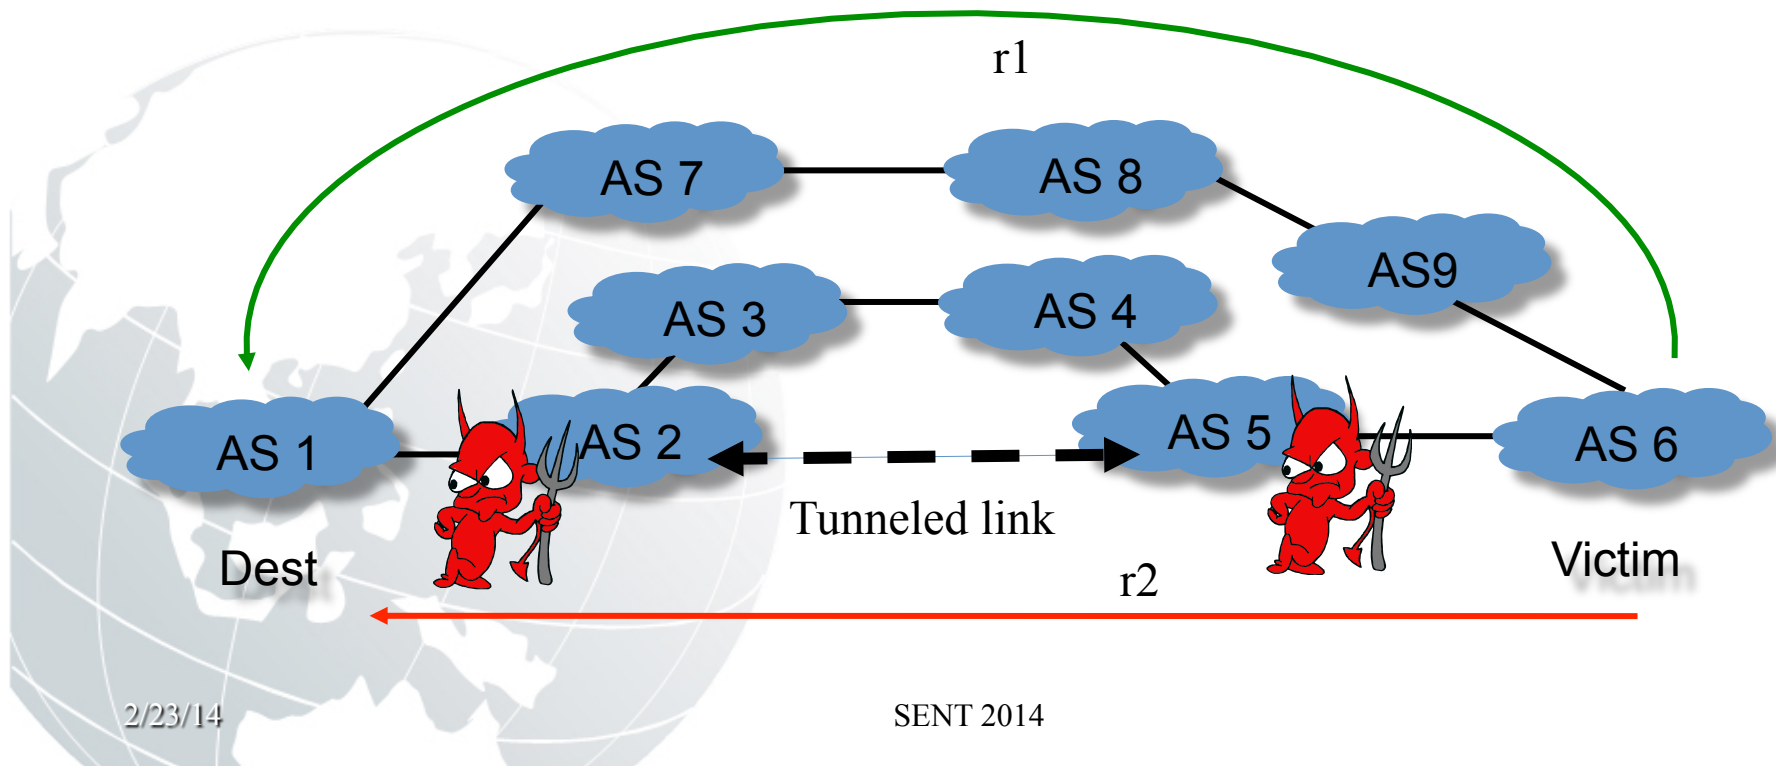 r1
AS 7
AS 8
AS9
AS 3
AS 4
AS 1
AS 2
AS 5
AS 6
Tunneled link
Dest
Victim
r2
2/23/14
SENT 2014